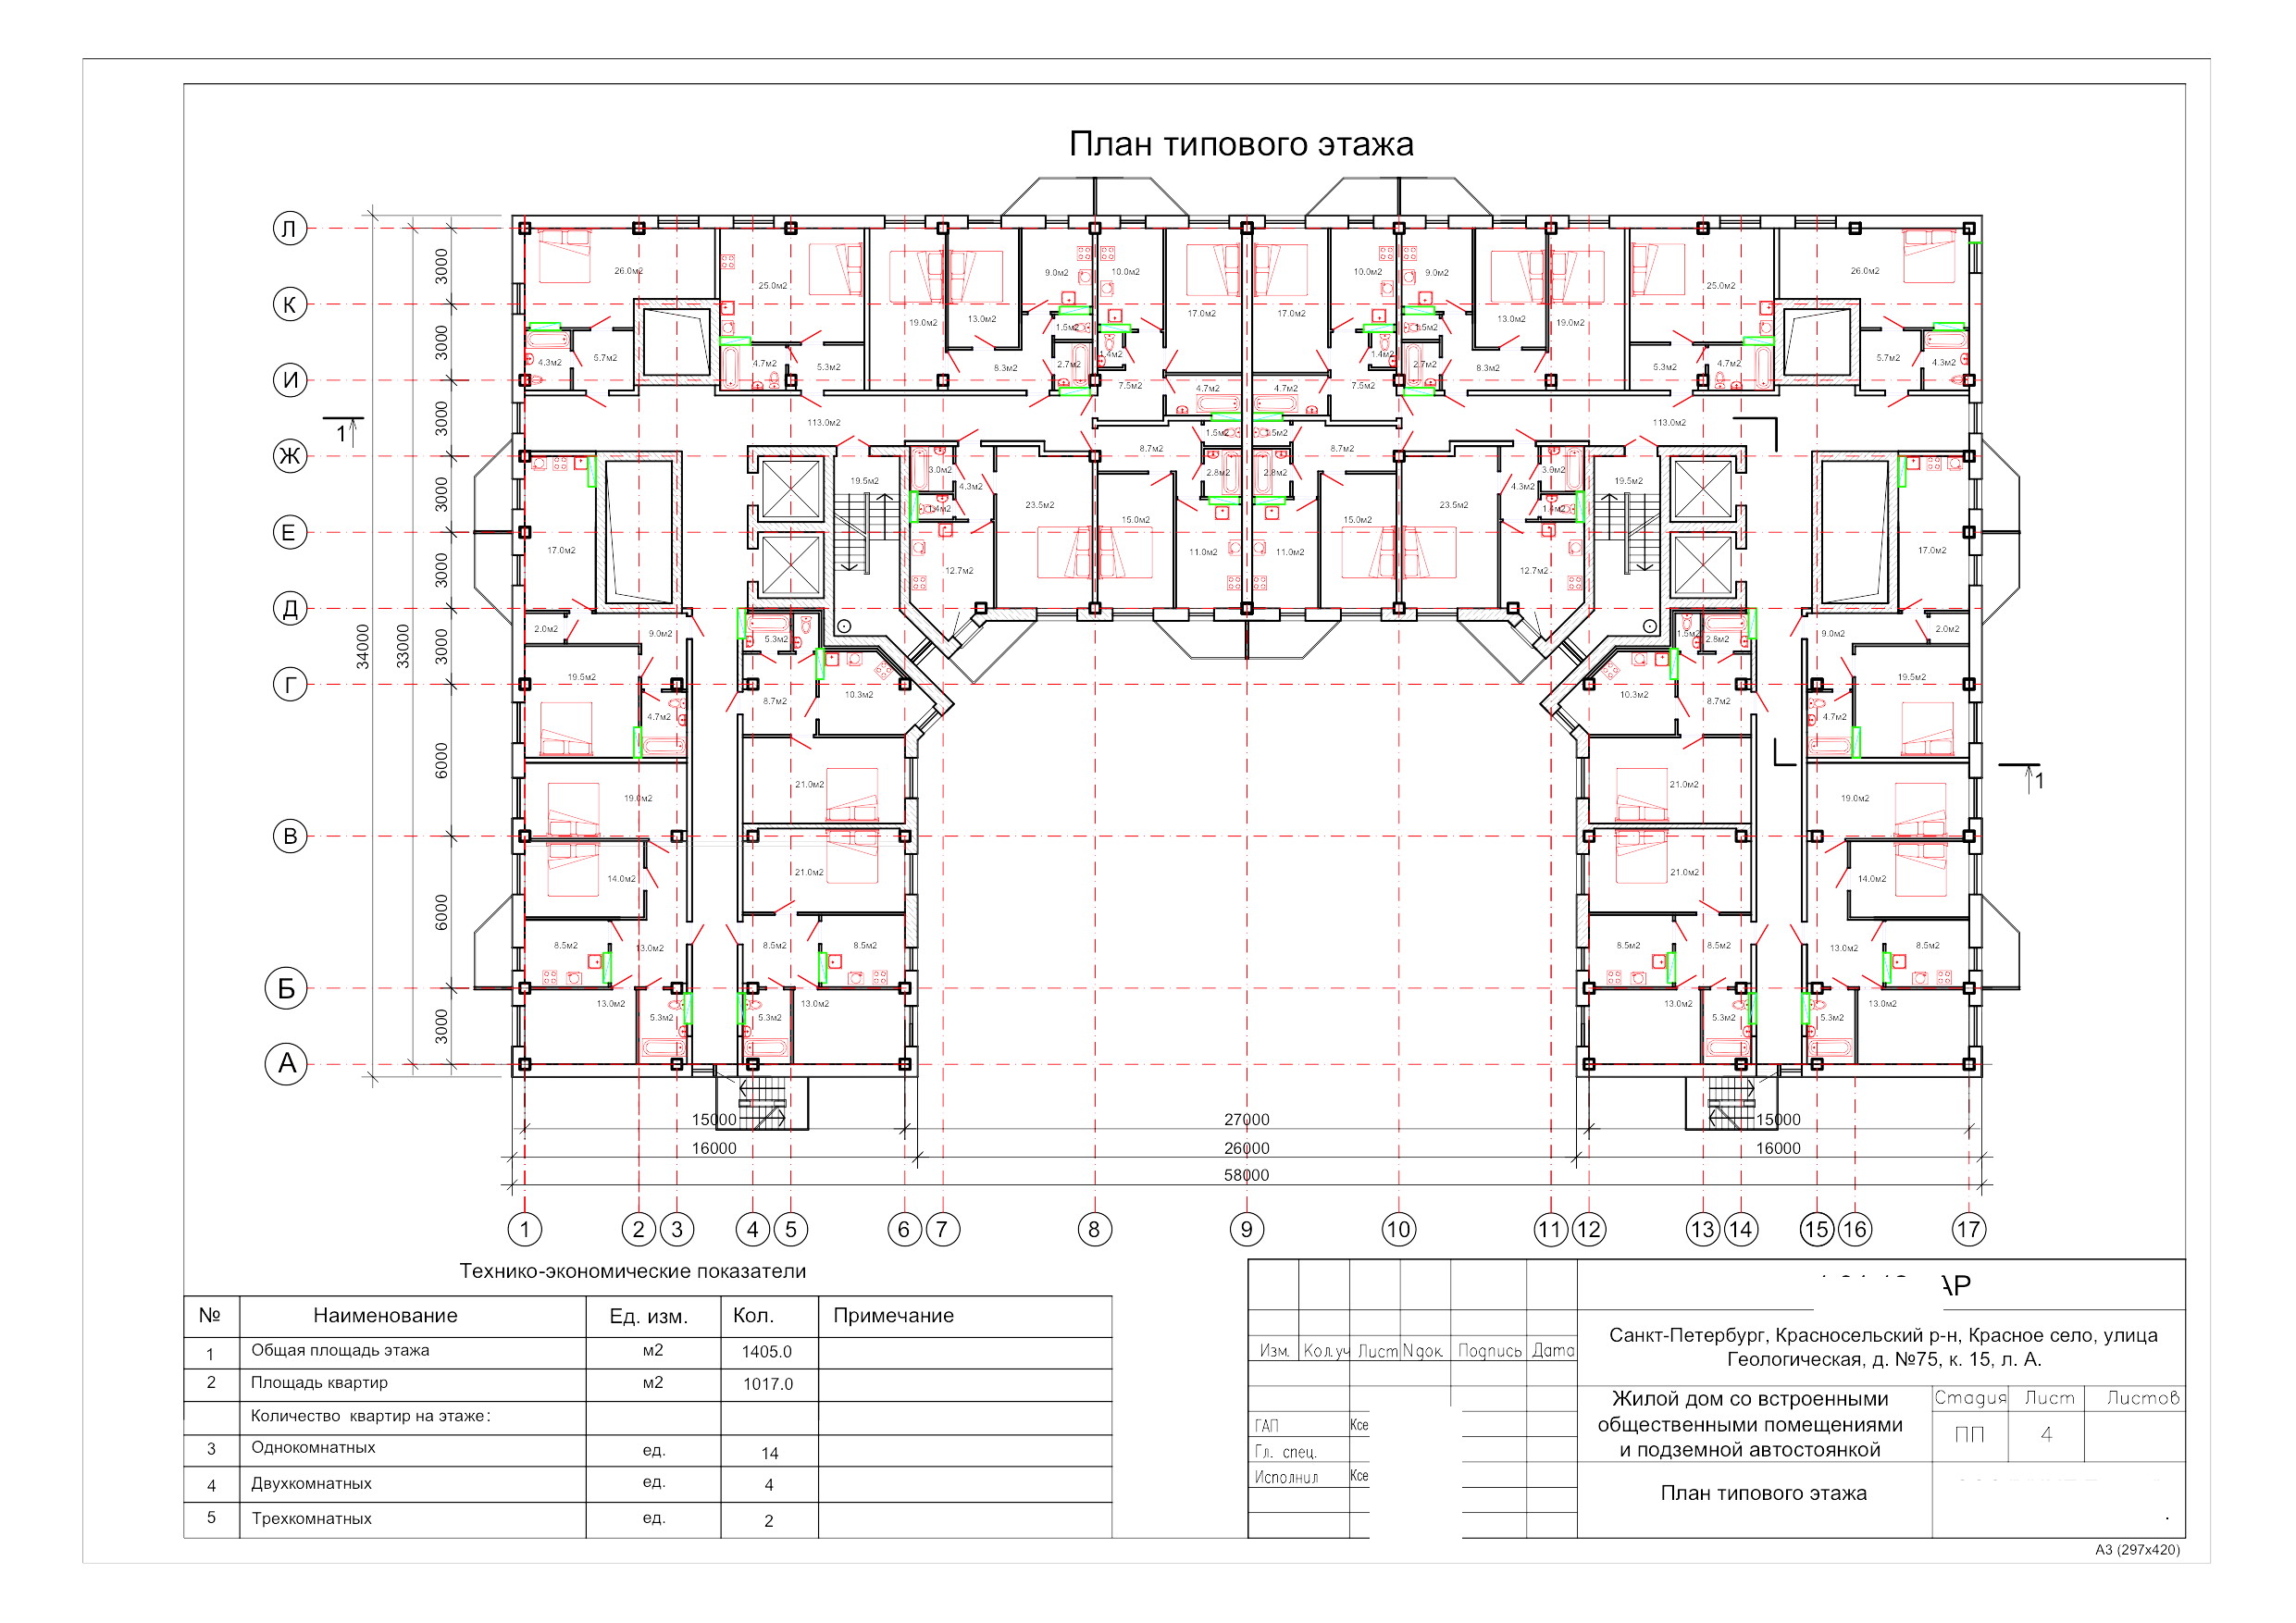 План типового этажа
Л
К
И
Ж
Е
Д
Г
В
Б
А
3000
3000
3000
3000
3000
3000
6000
6000
3000
34000
33000
1
1
26.0м2
25.0м2
19.0м2
13.0м2
9.0м2
10.0м2
17.0м2
17.0м2
10.0м2
9.0м2
13.0м2
19.0м2
25.0м2
26.0м2
4.3м2
5.7м2
4.7м2
5.3м2
8.3м2
1.5м2
2.7м2
1.4м2
7.5м2
4.7м2
4.7м2
7.5м2
1.4м2
1.5м2
2.7м2
8.3м2
5.3м2
4.7м2
5.7м2
4.3м2
113.0м2
113.0м2
1.5м2
1.5м2
8.7м2
8.7м2
2.8м2
2.8м2
19.5м2
3.0м2
4.3м2
1.4м2
23.5м2
15.0м2
11.0м2
11.0м2
15.0м2
23.5м2
4.3м2
3.0м2
1.4м2
19.5м2
17.0м2
12.7м2
12.7м2
17.0м2
2.0м2
9.0м2
5.3м2
1.5м2
2.8м2
9.0м2
2.0м2
19.5м2
4.7м2
8.7м2
10.3м2
10.3м2
8.7м2
4.7м2
19.5м2
19.0м2
21.0м2
21.0м2
19.0м2
14.0м2
21.0м2
21.0м2
14.0м2
8.5м2
13.0м2
8.5м2
8.5м2
8.5м2
8.5м2
13.0м2
8.5м2
13.0м2
5.3м2
5.3м2
13.0м2
13.0м2
5.3м2
5.3м2
13.0м2
15000
27000
15000
16000
26000
16000
58000
1
2
3
4
5
6
7
8
9
10
11
12
13
14
15
16
17
Технико-экономические показатели
№ Наименование Ед. изм. Кол. Примечание
1 Общая площадь этажа м2 1405.0
2 Площадь квартир м2 1017.0
Количество квартир на этаже:
3 Однокомнатных ед. 14
4 Двухкомнатных ед. 4
5 Трехкомнатных ед. 2
АР
Санкт-Петербург, Красносельский р-н, Красное село, улица
Геологическая, д. №75, к. 15, л. А.
Изм. Кол.уч Лист Nдок. Подпись Дата
Жилой дом со встроенными
общественными помещениями
и подземной автостоянкой
Стадия Лист Листов
ПП 4
ГАП Ксе
Гл. спец.
Исполнил Ксе
План типового этажа
А3 (297х420)